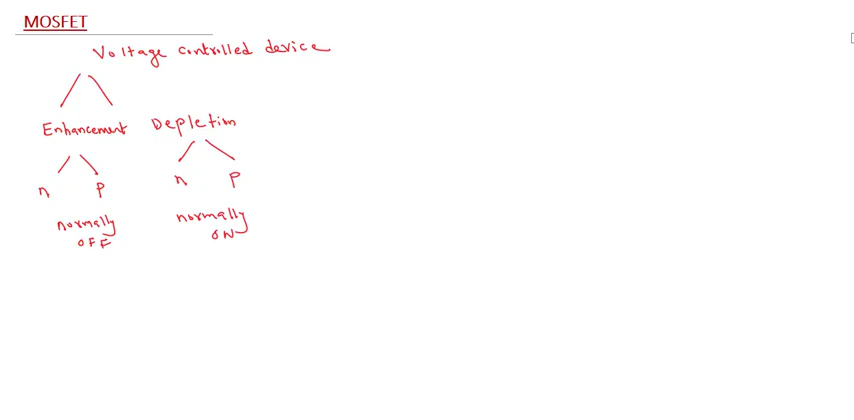 MOSFET
Voltage controlled device
Enhancement Depletion
n P n P
normally normally
OFF ON